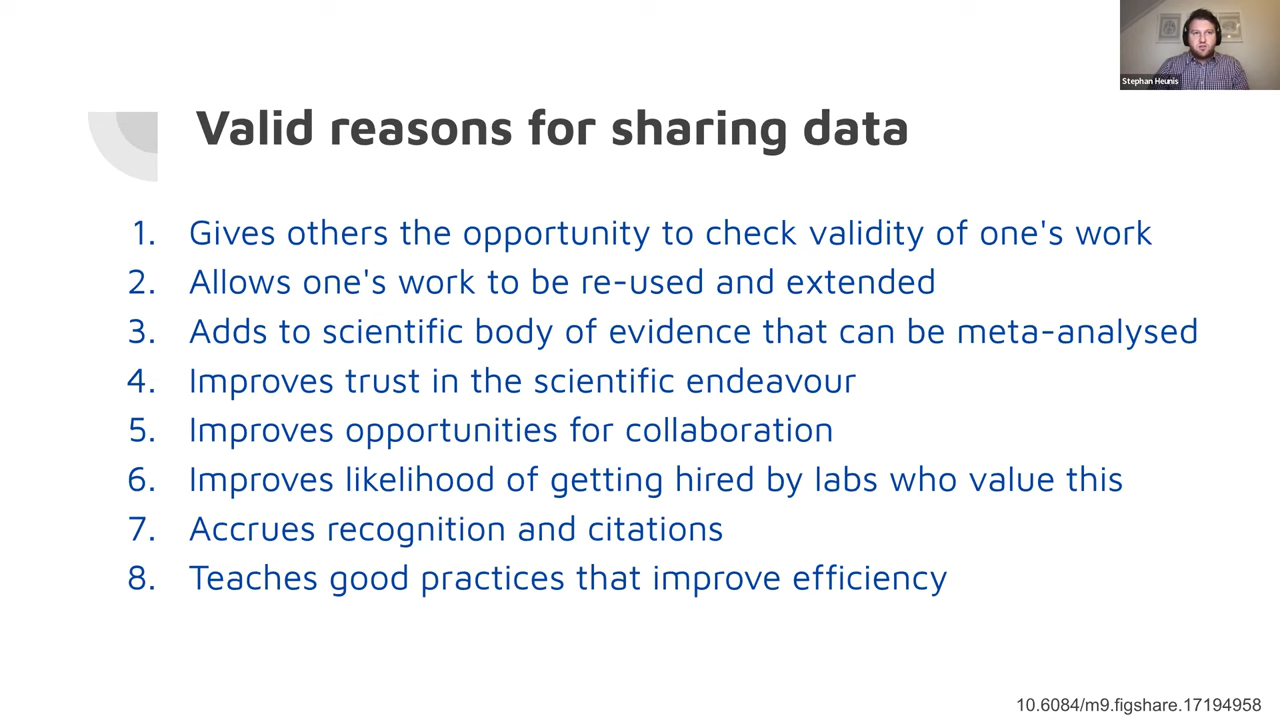 Stephan Heunis
Valid reasons for sharing data
1. Gives others the opportunity to check validity of one's work
2. Allows one's work to be re-used and extended
3. Adds to scientific body of evidence that can be meta-analysed
4. Improves trust in the scientific endeavour
5. Improves opportunities for collaboration
6. Improves likelihood of getting hired by labs who value this
7. Accrues recognition and citations
8. Teaches good practices that improve efficiency
10.6084/m9.figshare.17194958